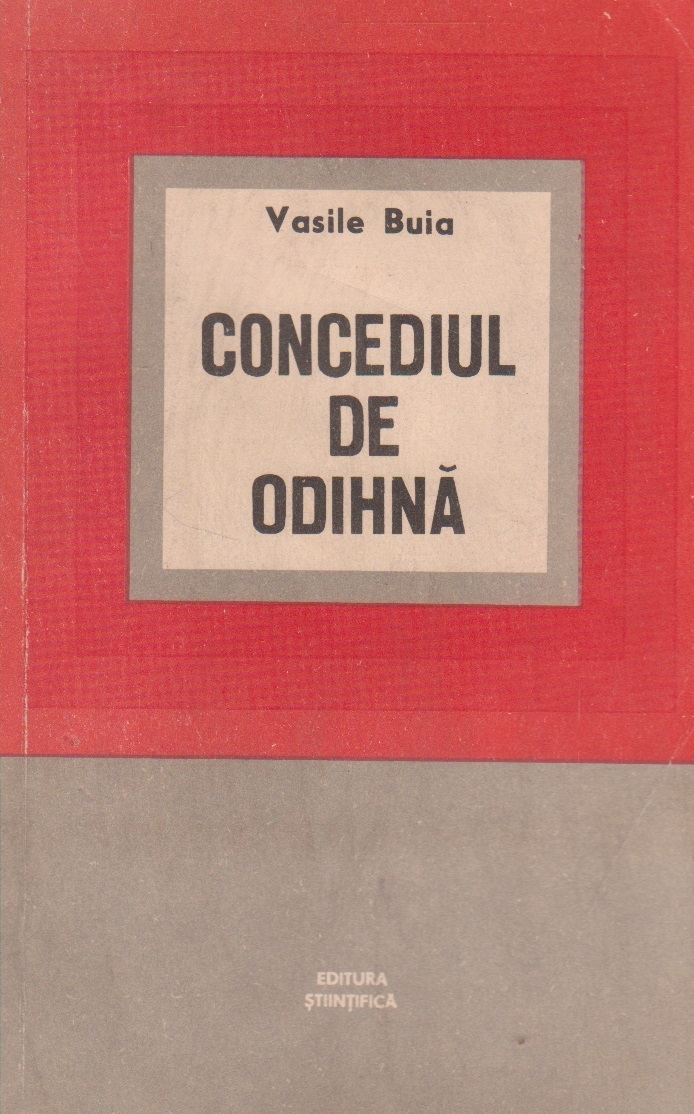 Vasile Buia
CONCEDIUL
DE
ODIHNĂ
EDITURA
ȘTIINȚIFICĂ